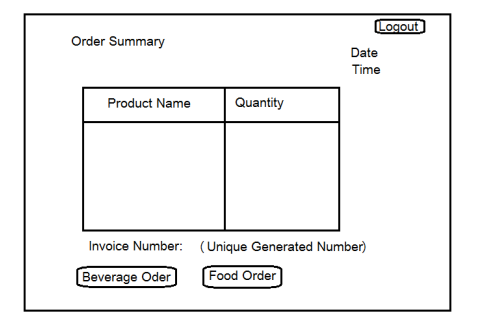 Logout
Order Summary
Date
Time
Product Name Quantity
Invoice Number: (Unique Generated Number)
Beverage Oder Food Order